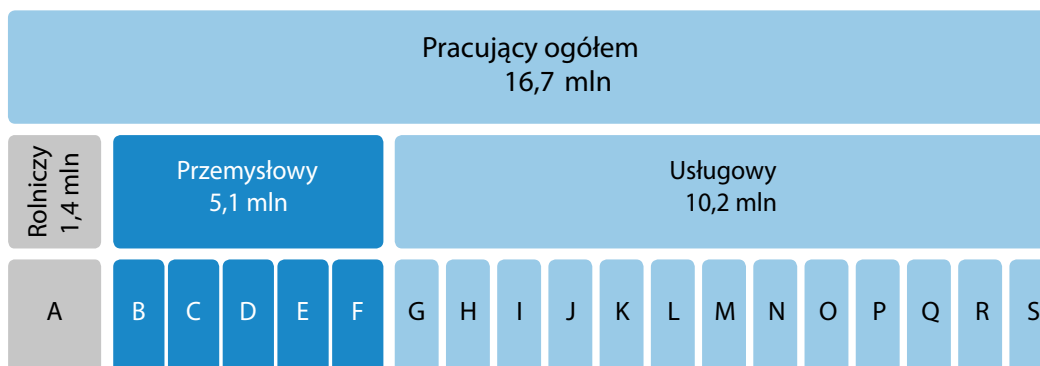 Pracujący ogółem
16,7 mln
Rolniczy
1,4 mln
Przemysłowy
5,1 mln
Usługowy
10,2 mln
A B C D E F G H I J K L M N O P Q R S